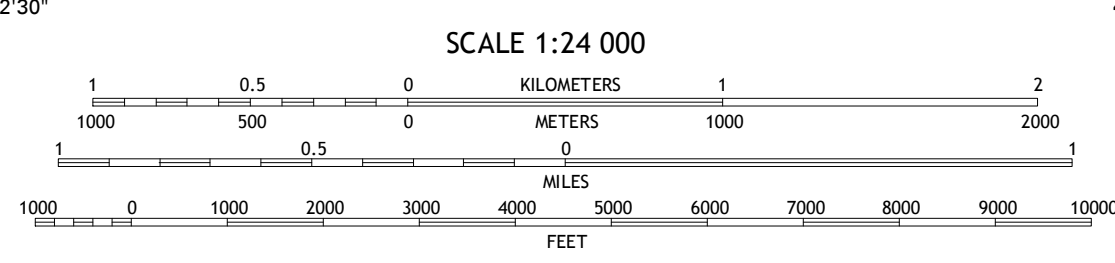 2'30"
SCALE 1:24 000
1 0.5 0 KILOMETERS 1 2
1000 500 0 METERS 1000 2000
1 0.5 0 1
MILES
1000 0 1000 2000 3000 4000 5000 6000 7000 8000 9000 10000
FEET